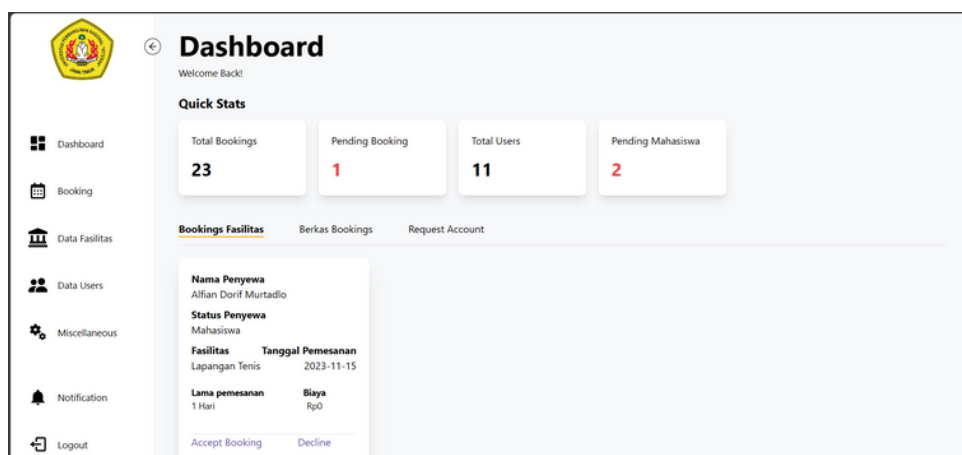 Dashboard
Welcome Back!
Quick Stats
Dashboard
Booking
Data Fasilitas
Data Users
Miscellaneous
Notification
Logout
Total Bookings
23
Pending Booking
1
Total Users
11
Pending Mahasiswa
2
Bookings Fasilitas Berkas Bookings Request Account
Nama Penyewa
Alfian Dorif Murtadlo
Status Penyewa
Mahasiswa
Fasilitas Tanggal Pemesanan
Lapangan Tenis 2023-11-15
Lama pemesanan Biaya
1 Hari Rp0
Accept Booking Decline
JAWA TIMUR